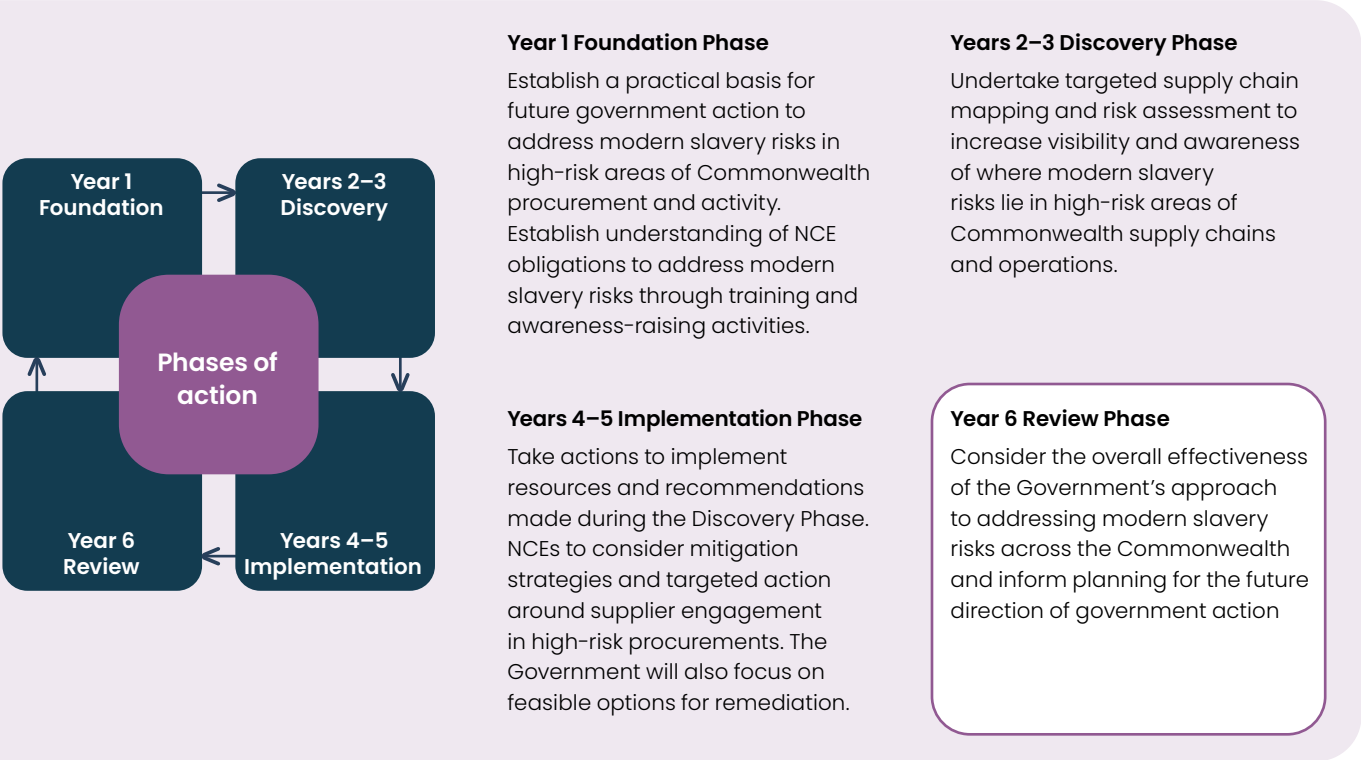 Year 1
Foundation
Years 2–3
Discovery
Phases of
action
Year 6
Review
Years 4–5
Implementation
Year 1 Foundation Phase
Establish a practical basis for
future government action to
address modern slavery risks in
high-risk areas of Commonwealth
procurement and activity.
Establish understanding of NCE
obligations to address modern
slavery risks through training and
awareness-raising activities.
Years 2–3 Discovery Phase
Undertake targeted supply chain
mapping and risk assessment to
increase visibility and awareness
of where modern slavery
risks lie in high-risk areas of
Commonwealth supply chains
and operations.
Years 4–5 Implementation Phase
Take actions to implement
resources and recommendations
made during the Discovery Phase.
NCEs to consider mitigation
strategies and targeted action
around supplier engagement
in high-risk procurements. The
Government will also focus on
feasible options for remediation.
Year 6 Review Phase
Consider the overall effectiveness
of the Government’s approach
to addressing modern slavery
risks across the Commonwealth
and inform planning for the future
direction of government action